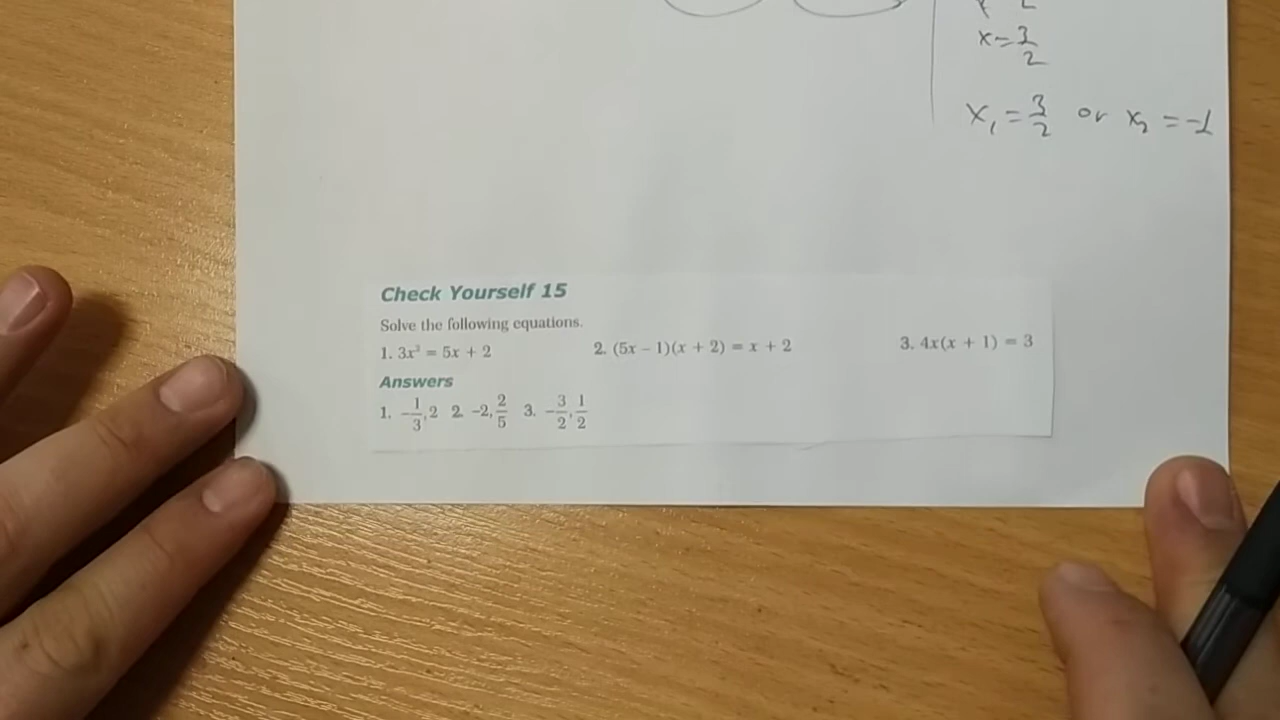 x=3/2
x₁ = 3/2 or x₂ = -1
Check Yourself 15
Solve the following equations.
1. 3x² = 5x + 2 2. (5x – 1)(x + 2) = x + 2 3. 4x(x + 1) = 3
Answers
1. –1/3, 2 2. –2, 2/5 3. –3/2, 1/2